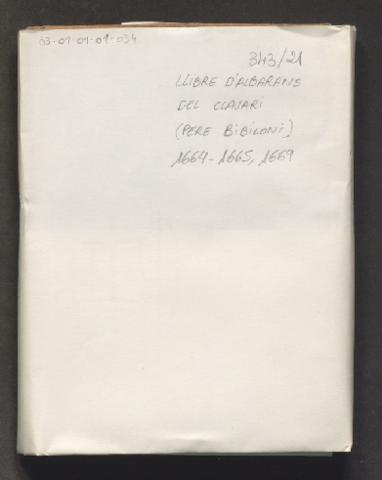 03-01-01-01-034
343/21
LLIBRE D'ALBARANS
DEL CLAVARI
(PERE BIBILONI)
1664-1665, 1669